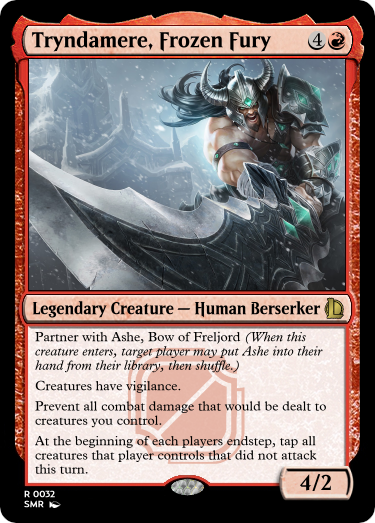 Tryndamere, Frozen Fury 4
Legendary Creature — Human Berserker
Partner with Ashe, Bow of Freljord (When this
creature enters, target player may put Ashe into their
hand from their library, then shuffle.)
Creatures have vigilance.
Prevent all combat damage that would be dealt to
creatures you control.
At the beginning of each players endstep, tap all
creatures that player controls that did not attack
this turn.
4/2
R 0032
SMR